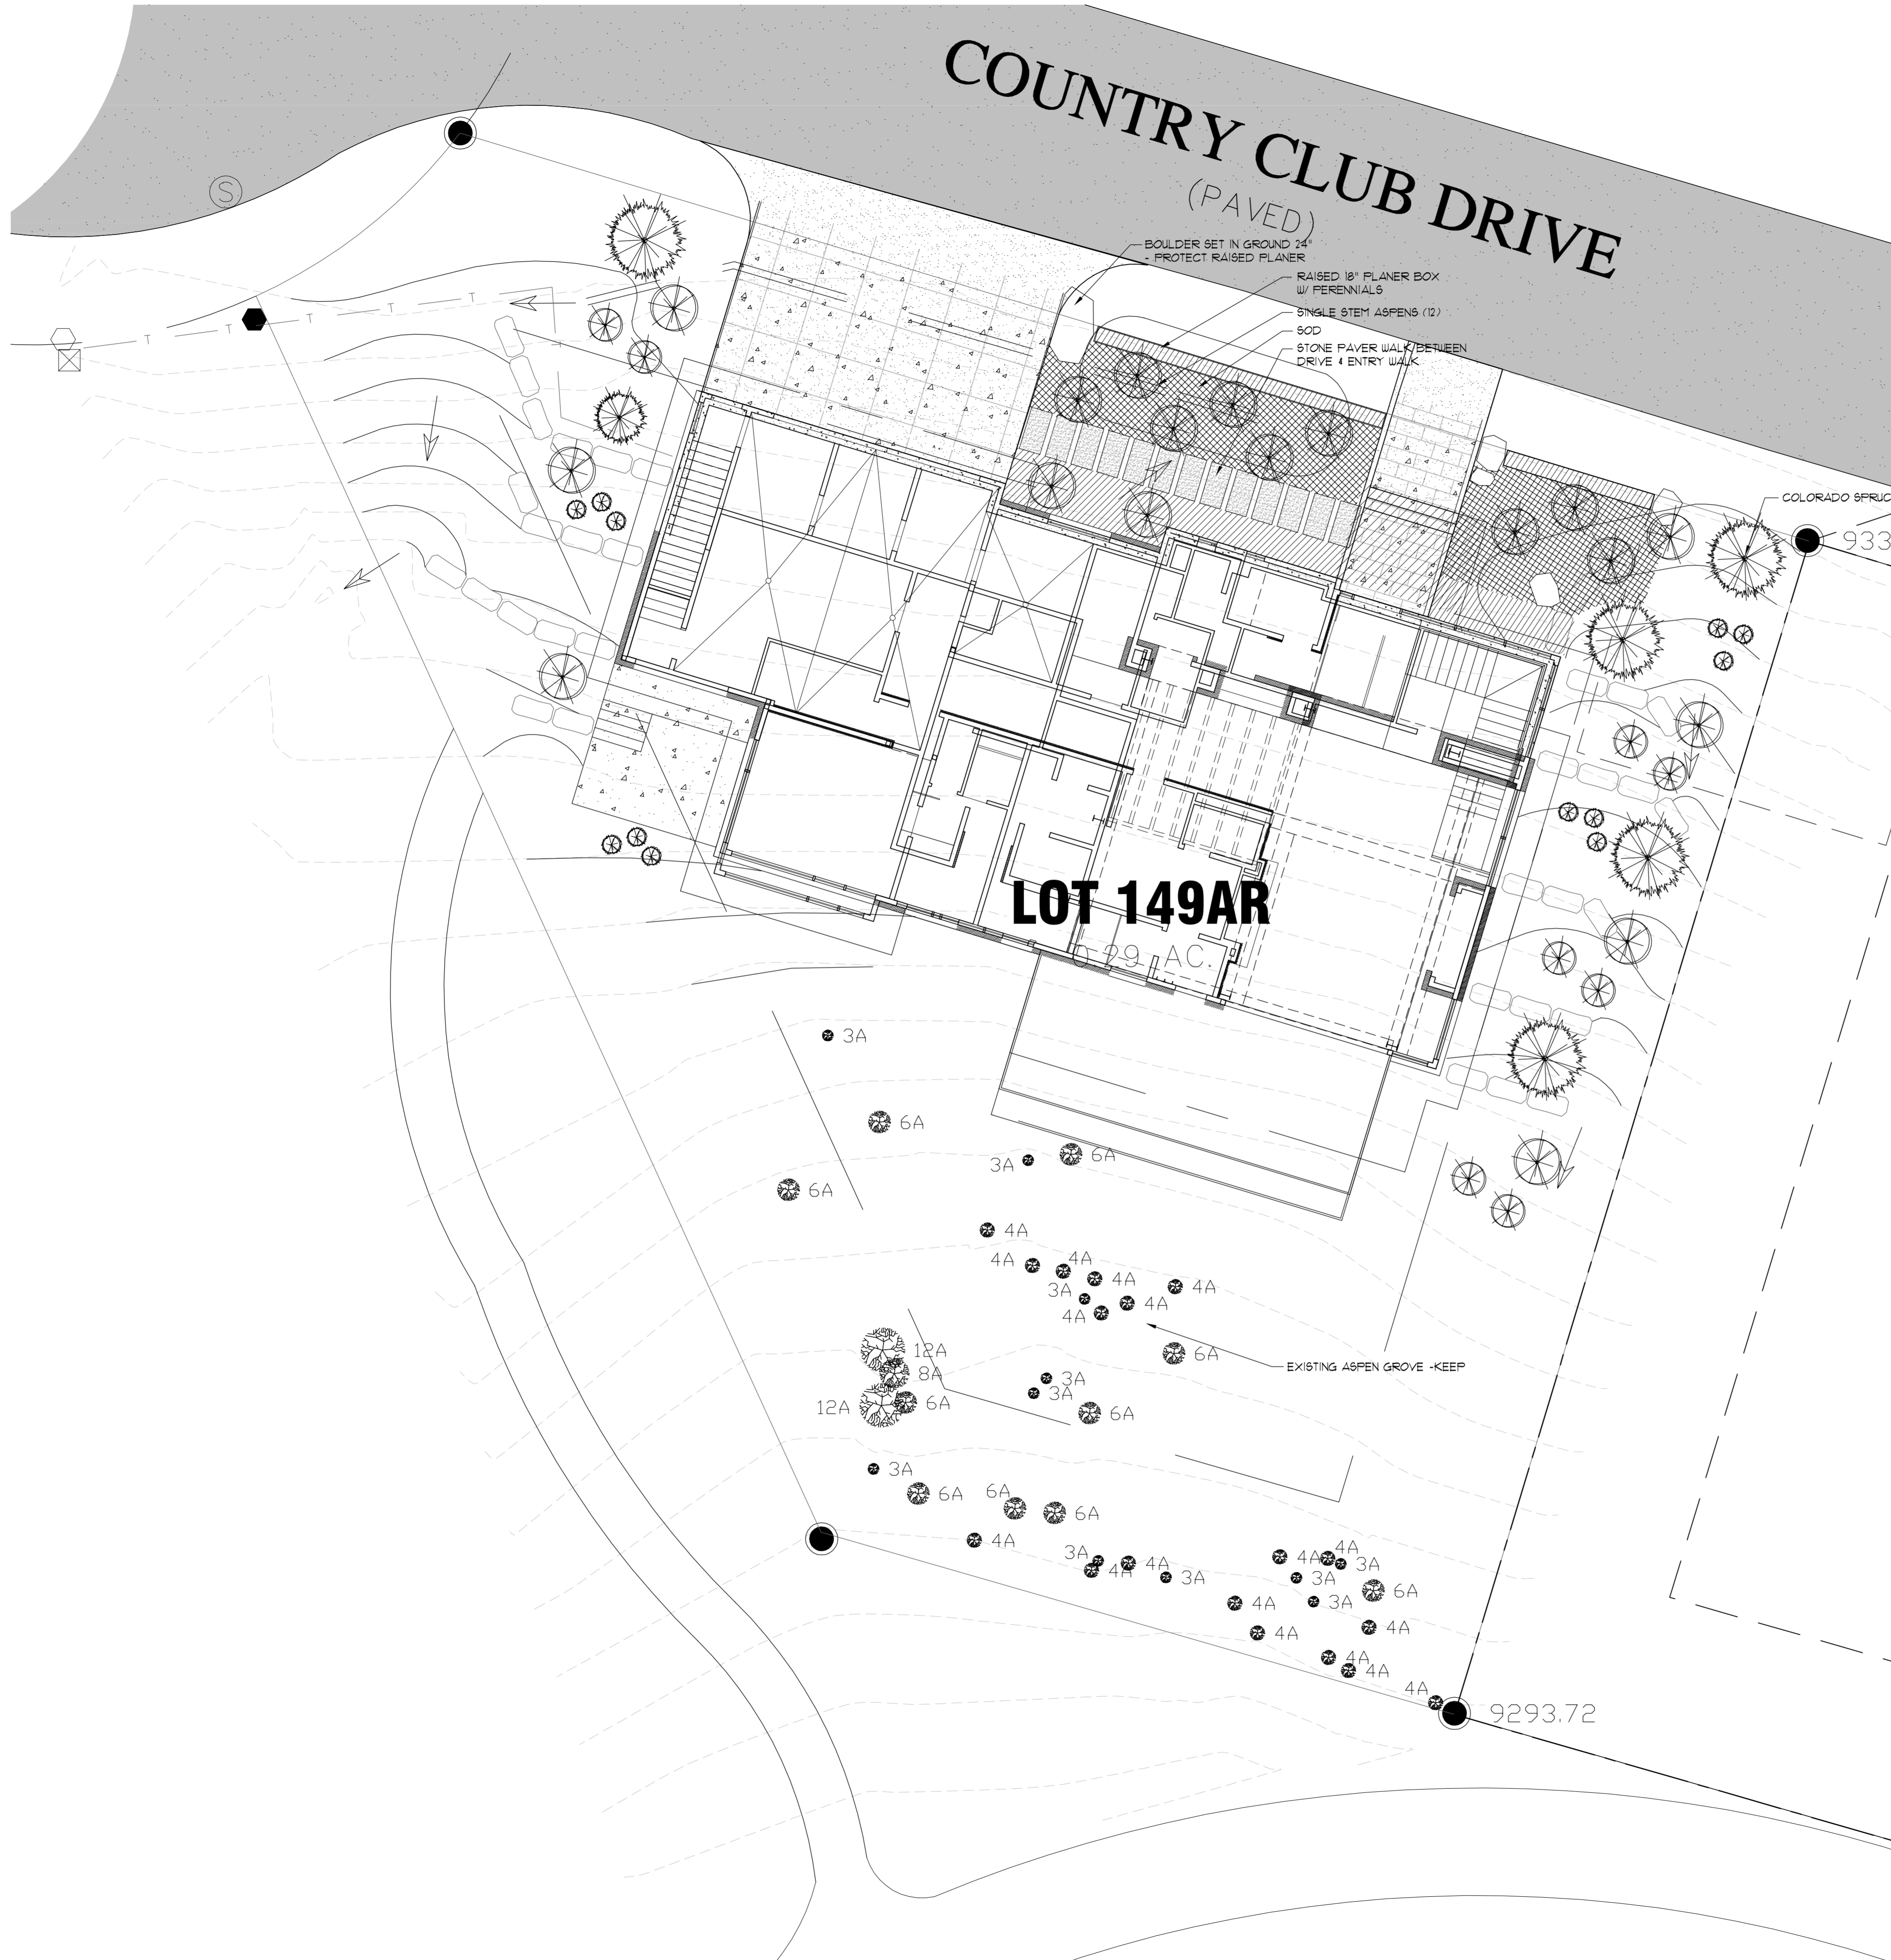 COUNTRY CLUB DRIVE
(PAVED)
S
BOULDER SET IN GROUND 24"
- PROTECT RAISED PLANER
RAISED 18" PLANER BOX
W/ PERENNIALS
SINGLE STEM ASPENS (12)
SOD
STONE PAVER WALK BETWEEN
DRIVE & ENTRY WALK
T
T
T
T
COLORADO SPRUC
933
LOT 149AR
0.29 AC.
3A
6A
3A
6A
6A
4A
4A
4A
4A
4A
3A
4A
4A
12A
6A
EXISTING ASPEN GROVE -KEEP
8A
3A
3A
12A
6A
6A
3A
6A
6A
6A
4A
3A
4A
4A
3A
4A
4A
3A
3A
6A
4A
3A
4A
4A
4A
4A
4A
9293.72